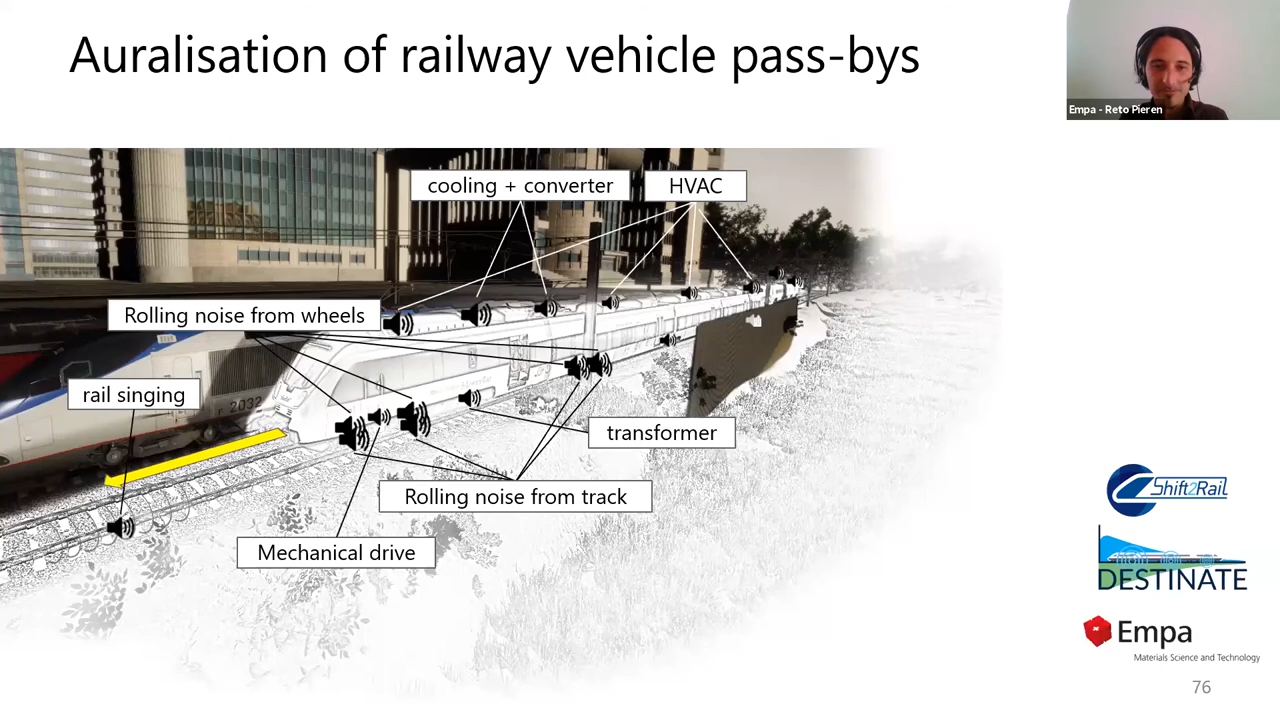 Auralisation of railway vehicle pass-bys
Empa - Reto Pieren
cooling + converter
HVAC
Rolling noise from wheels
rail singing
2032
transformer
Rolling noise from track
Mechanical drive
Shift2Rail
DESTINATE
Empa
Materials Science and Technology
76